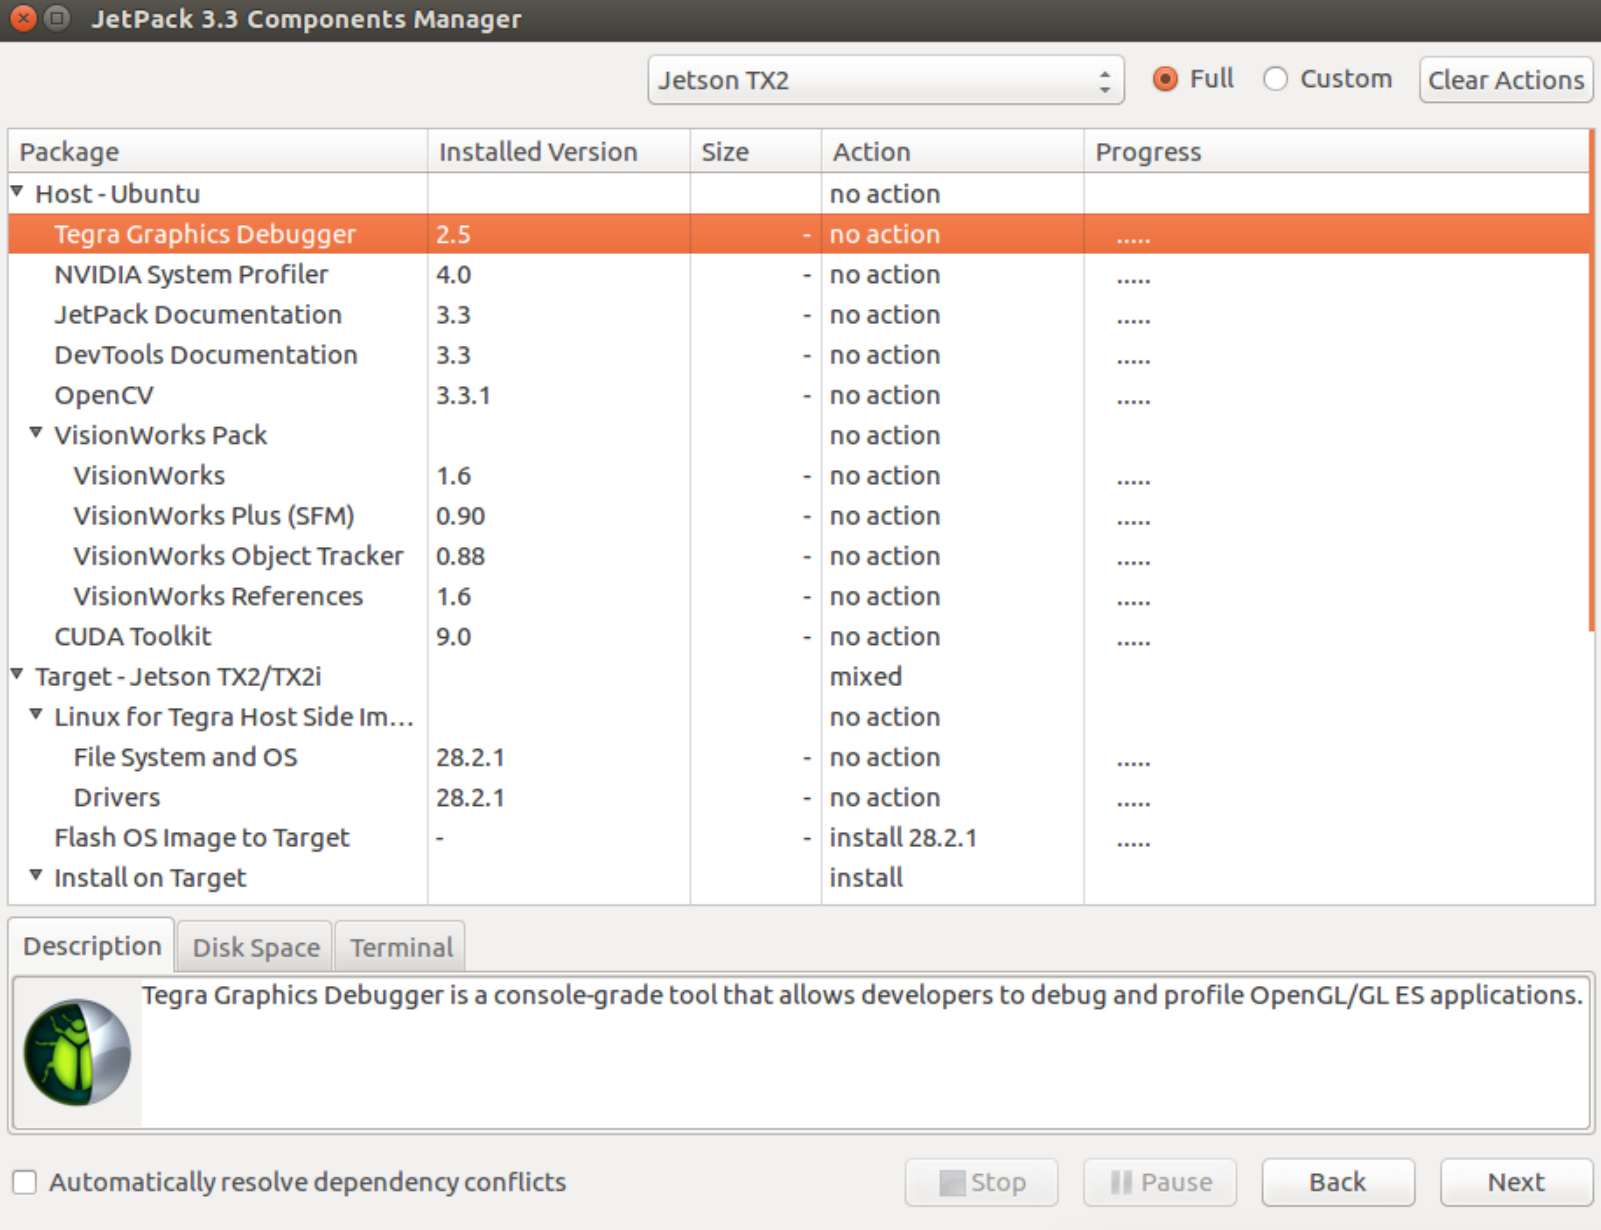 JetPack 3.3 Components Manager
Jetson TX2 Full Custom Clear Actions
Package Installed Version Size Action Progress
Host - Ubuntu no action
Tegra Graphics Debugger 2.5 - no action .....
NVIDIA System Profiler 4.0 - no action .....
JetPack Documentation 3.3 - no action .....
DevTools Documentation 3.3 - no action .....
OpenCV 3.3.1 - no action .....
VisionWorks Pack no action
VisionWorks 1.6 - no action .....
VisionWorks Plus (SFM) 0.90 - no action .....
VisionWorks Object Tracker 0.88 - no action .....
VisionWorks References 1.6 - no action .....
CUDA Toolkit 9.0 - no action .....
Target - Jetson TX2/TX2i mixed
Linux for Tegra Host Side Im... no action
File System and OS 28.2.1 - no action .....
Drivers 28.2.1 - no action .....
Flash OS Image to Target - - install 28.2.1 .....
Install on Target install
Description Disk Space Terminal
Tegra Graphics Debugger is a console-grade tool that allows developers to debug and profile OpenGL/GL ES applications.
Automatically resolve dependency conflicts Stop Pause Back Next